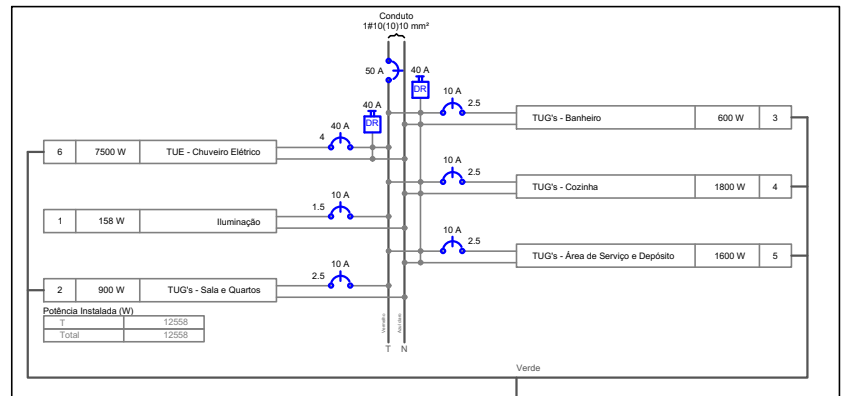 Conduto
1#10(10)10 mm²
50 A
40 A
DR
10 A
2.5
TUG's - Banheiro 600 W 3
40 A
DR
40 A
4
6 7500 W TUE - Chuveiro Elétrico
10 A
2.5
TUG's - Cozinha 1800 W 4
10 A
1.5
1 158 W Iluminação
10 A
2.5
TUG's - Área de Serviço e Depósito 1600 W 5
10 A
2.5
2 900 W TUG's - Sala e Quartos
Potência Instalada (W)
T 12558
Total 12558
Vermelho
T N
Verde